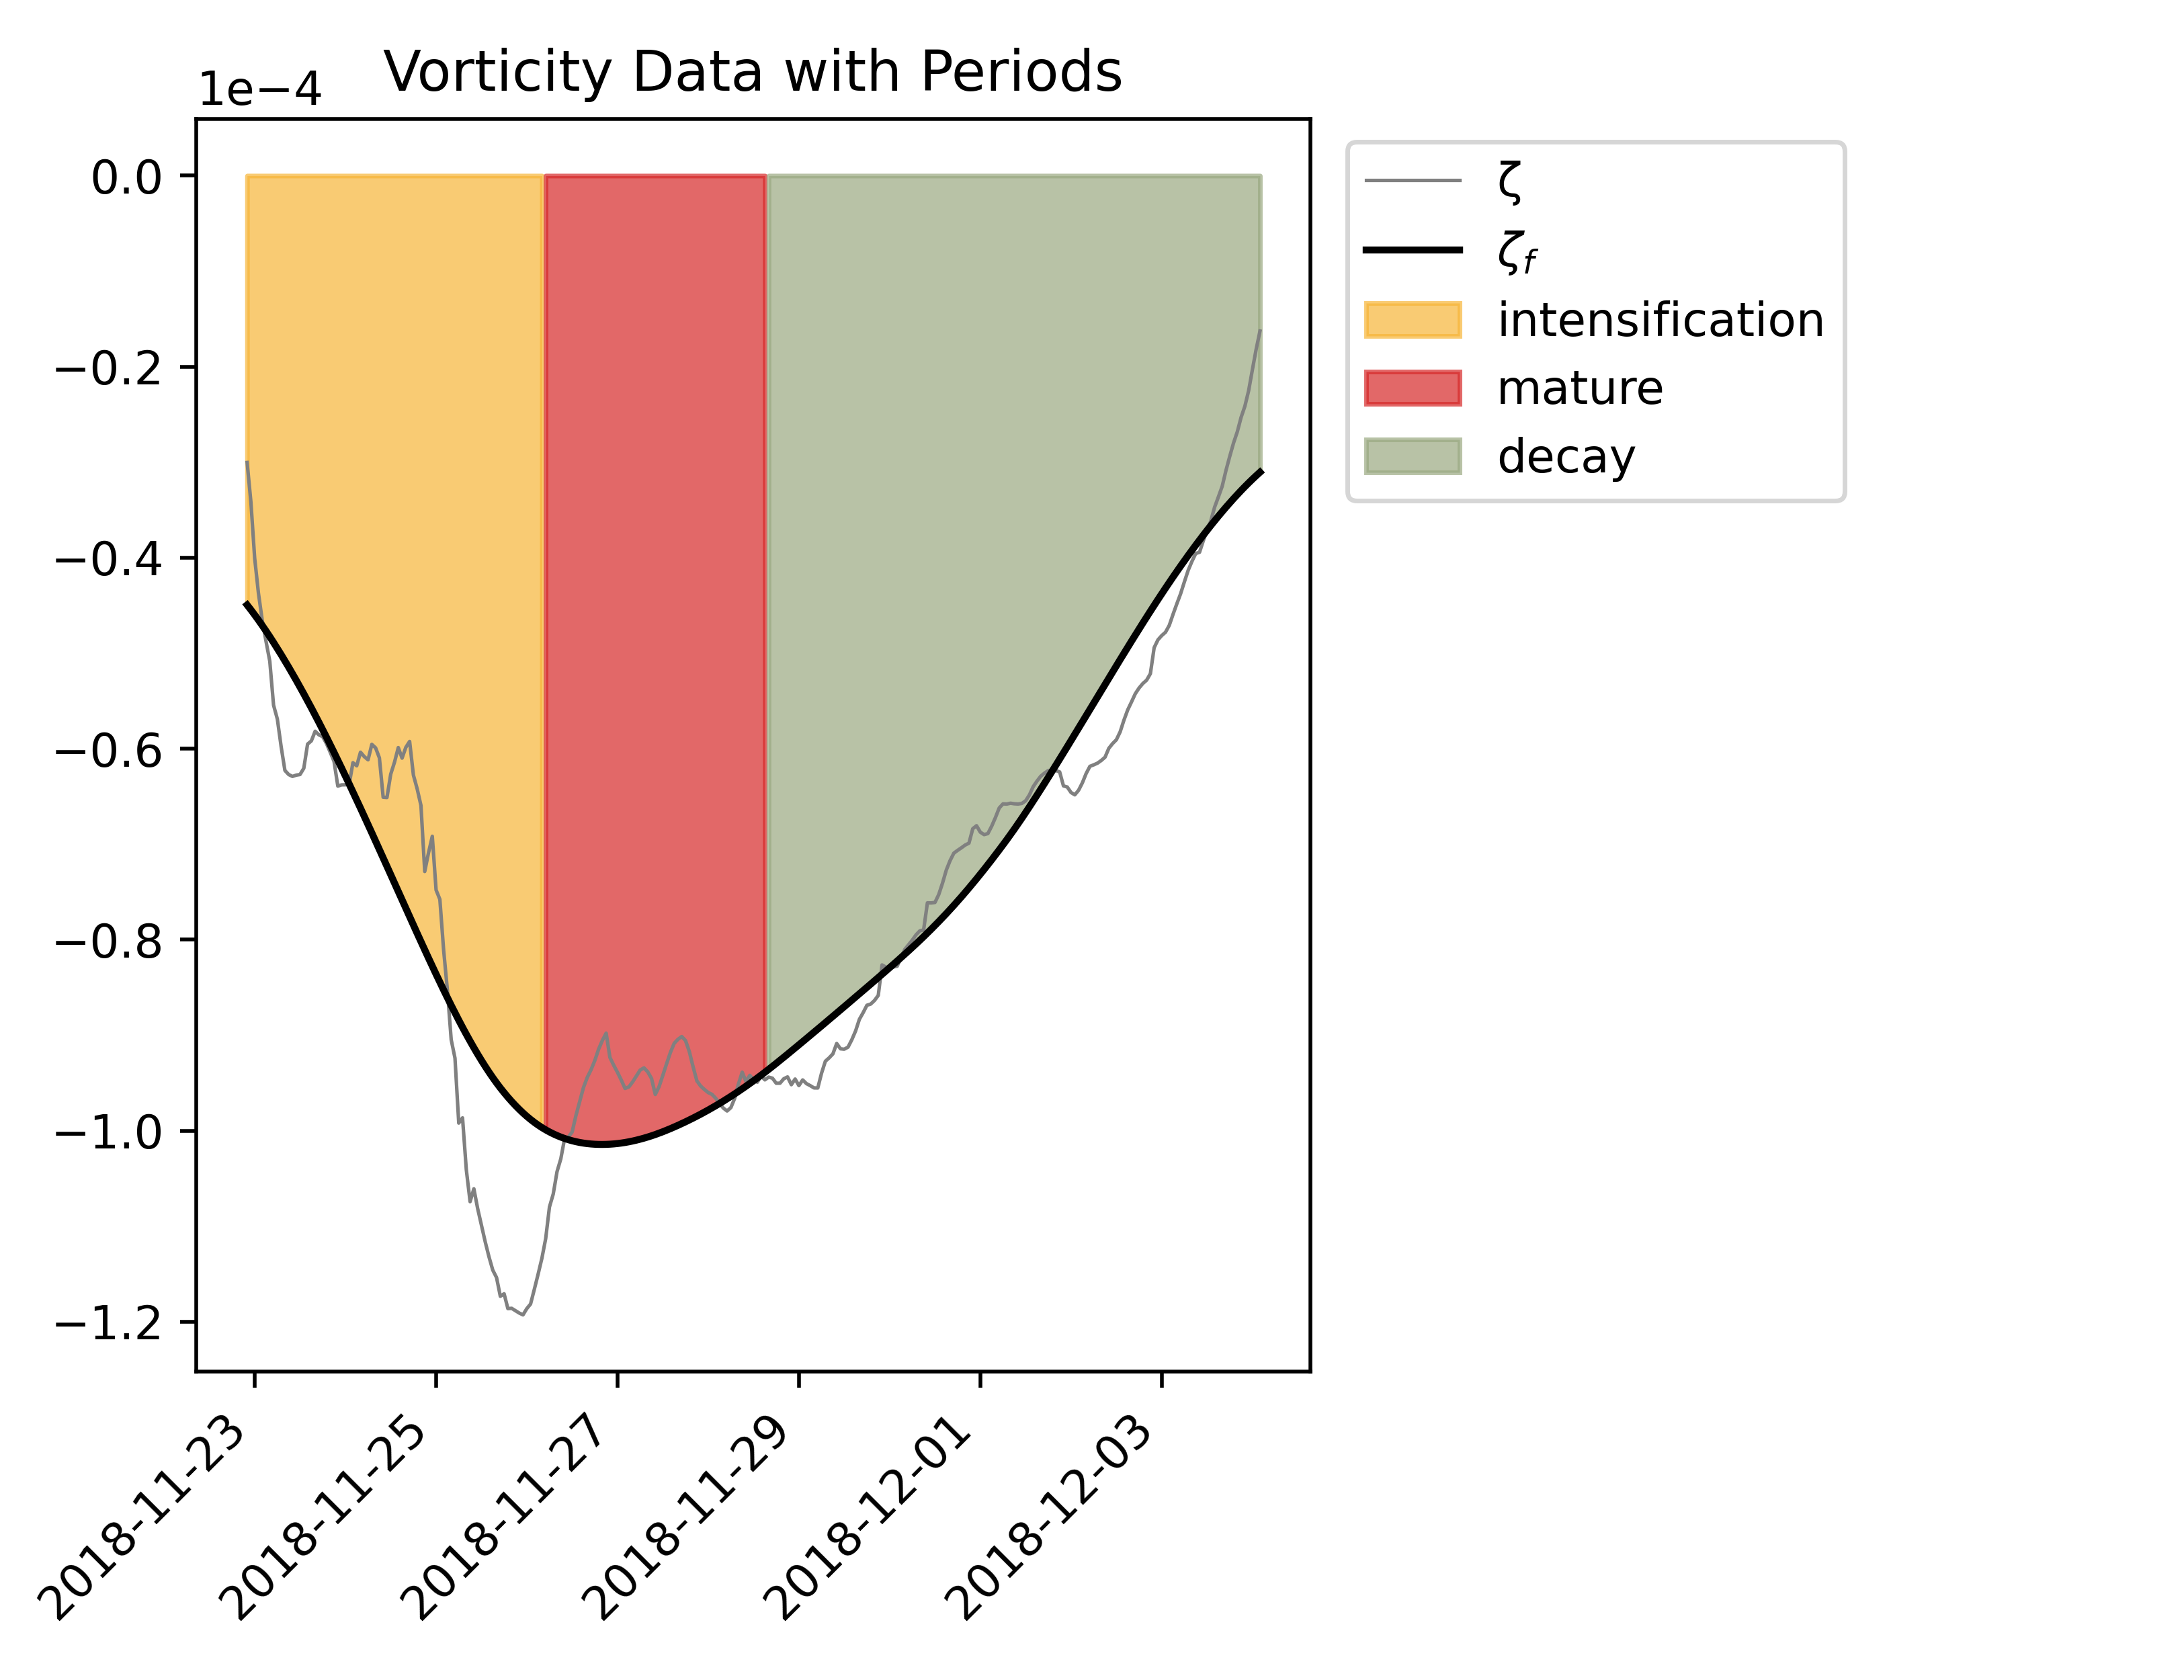 Vorticity Data with Periods
1e−4
0.0
−0.2
−0.4
−0.6
−0.8
−1.0
−1.2
2018-11-23
2018-11-25
2018-11-27
2018-11-29
2018-12-01
2018-12-03
ζ
ζf
intensification
mature
decay